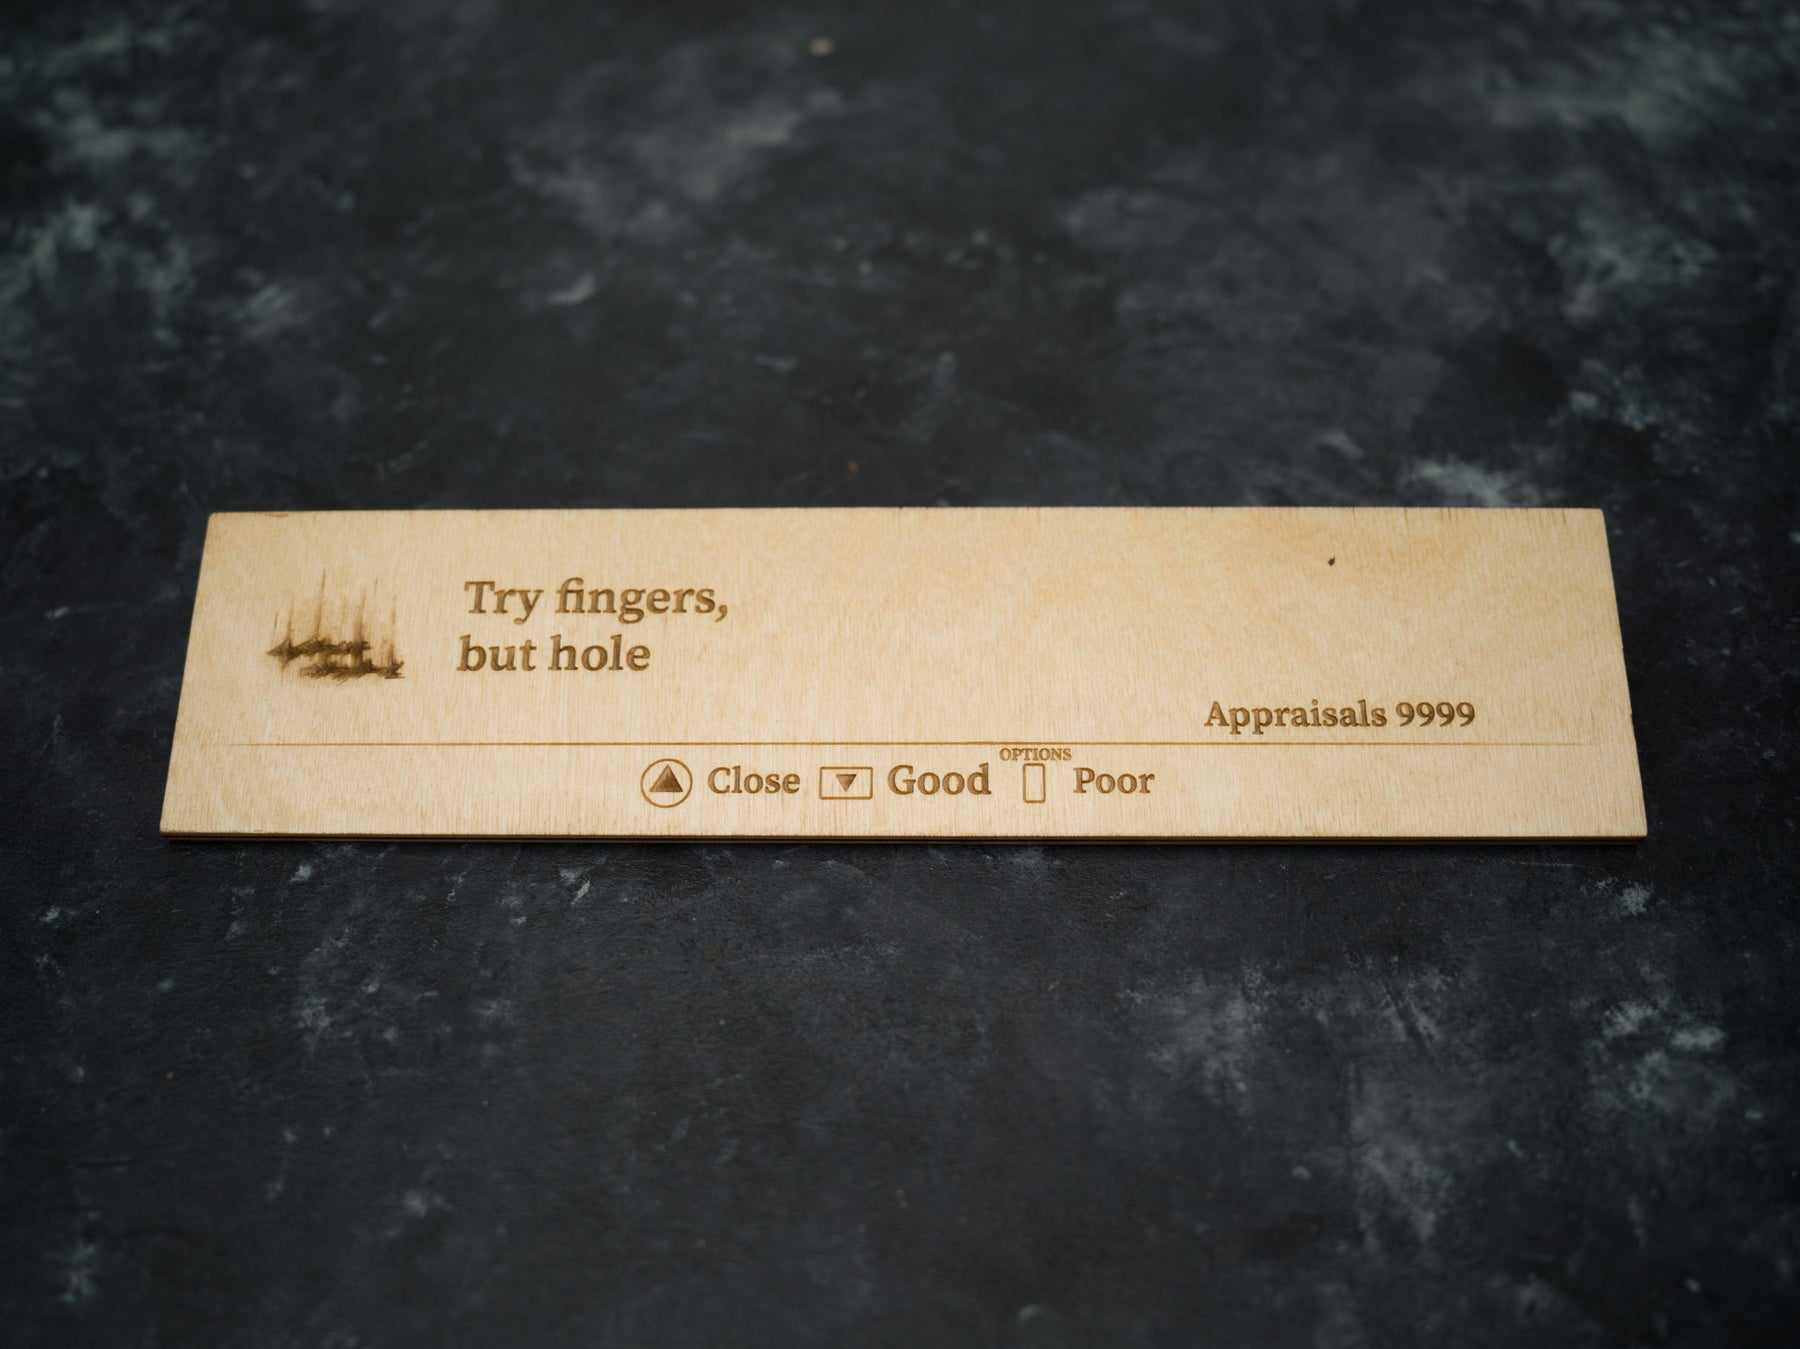 Try fingers,
but hole
Appraisals 9999
OPTIONS
Close Good Poor